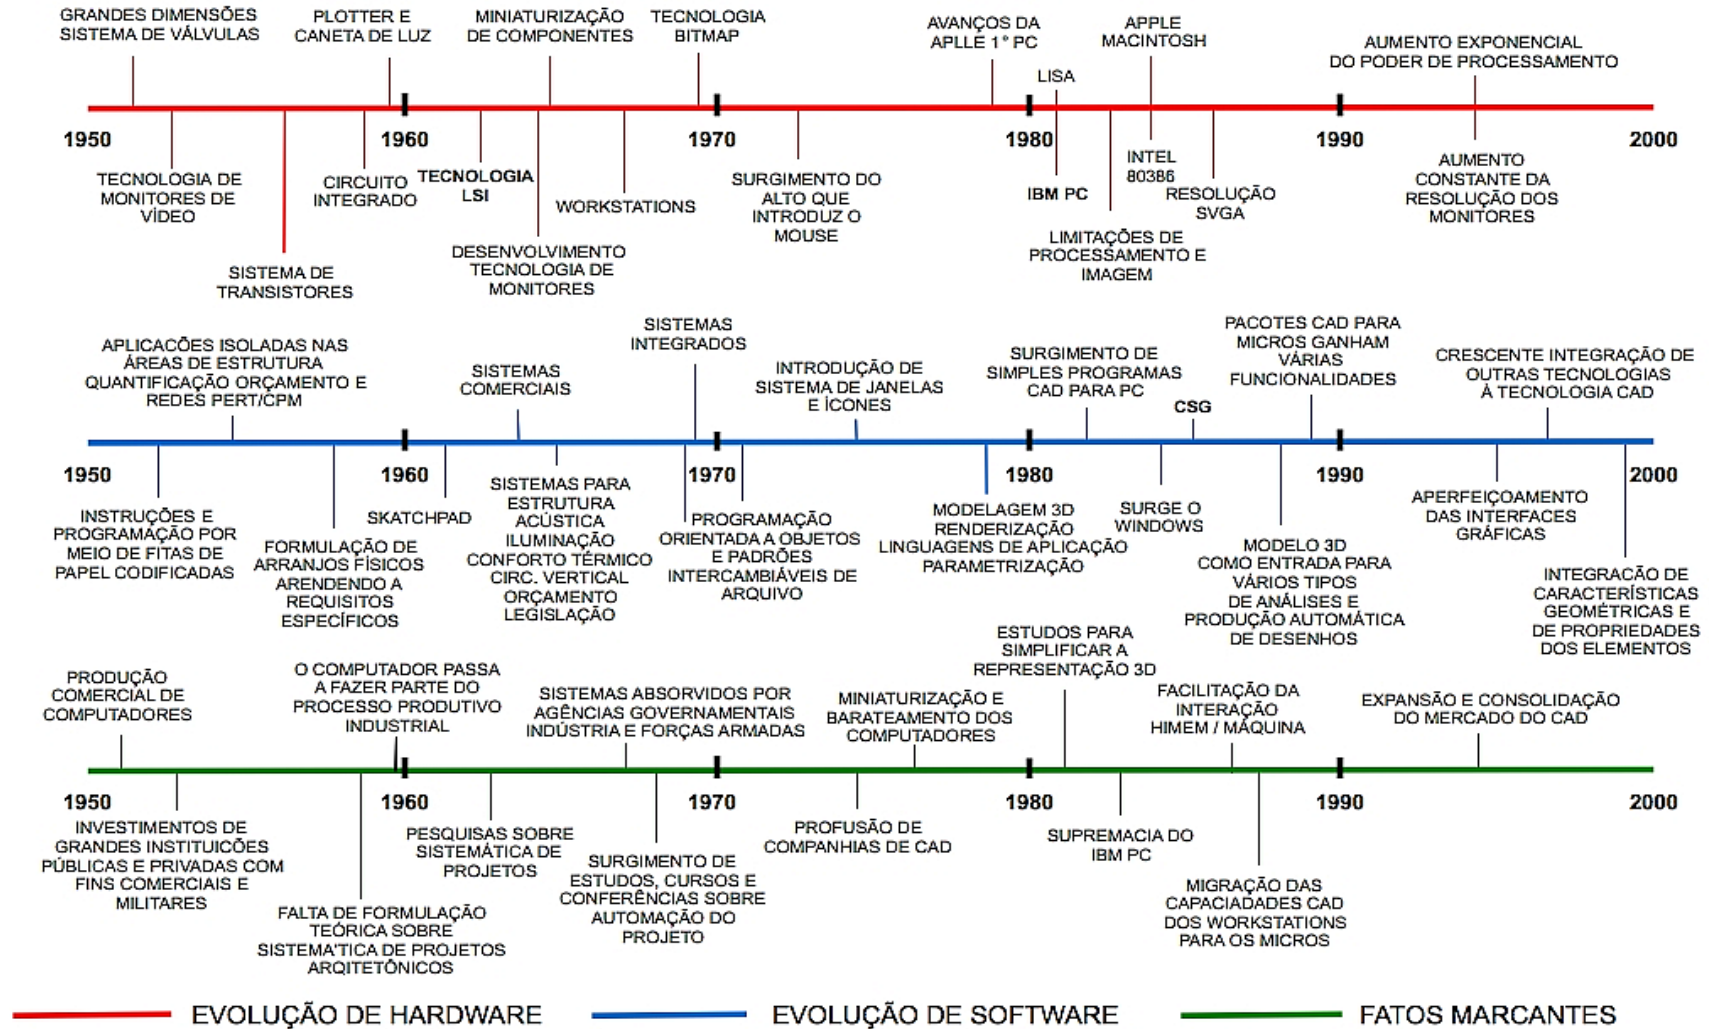 GRANDES DIMENSÕES
SISTEMA DE VÁLVULAS
PLOTTER E
CANETA DE LUZ
MINIATURIZAÇÃO
DE COMPONENTES
TECNOLOGIA
BITMAP
AVANÇOS DA
APLLE 1° PC
LISA
APPLE
MACINTOSH
AUMENTO EXPONENCIAL
DO PODER DE PROCESSAMENTO
1950
1960
1970
1980
1990
2000
TECNOLOGIA DE
MONITORES DE
VÍDEO
SISTEMA DE
TRANSISTORES
CIRCUITO
INTEGRADO
TECNOLOGIA
LSI
DESENVOLVIMENTO
TECNOLOGIA DE
MONITORES
WORKSTATIONS
SURGIMENTO DO
ALTO QUE
INTRODUZ O
MOUSE
IBM PC
LIMITAÇÕES DE
PROCESSAMENTO E
IMAGEM
INTEL
80386
RESOLUÇÃO
SVGA
AUMENTO
CONSTANTE DA
RESOLUÇÃO DOS
MONITORES
APLICACÕES ISOLADAS NAS
ÁREAS DE ESTRUTURA
QUANTIFICAÇÃO ORÇAMENTO E
REDES PERT/CPM
SISTEMAS
COMERCIAIS
SISTEMAS
INTEGRADOS
INTRODUÇÃO DE
SISTEMA DE JANELAS
E ÍCONES
SURGIMENTO DE
SIMPLES PROGRAMAS
CAD PARA PC
CSG
PACOTES CAD PARA
MICROS GANHAM
VÁRIAS
FUNCIONALIDADES
CRESCENTE INTEGRAÇÃO DE
OUTRAS TECNOLOGIAS
À TECNOLOGIA CAD
1950
1960
1970
1980
1990
2000
INSTRUÇÕES E
PROGRAMAÇÃO POR
MEIO DE FITAS DE
PAPEL CODIFICADAS
FORMULAÇÃO DE
ARRANJOS FÍSICOS
ARENDENDO A
REQUISITOS
ESPECÍFICOS
SKATCHPAD
SISTEMAS PARA
ESTRUTURA
ACÚSTICA
ILUMINAÇÃO
CONFORTO TÉRMICO
CIRC. VERTICAL
ORÇAMENTO
LEGISLAÇÃO
PROGRAMAÇÃO
ORIENTADA A OBJETOS
E PADRÕES
INTERCAMBIÁVEIS DE
ARQUIVO
MODELAGEM 3D
RENDERIZAÇÃO
LINGUAGENS DE APLICAÇÃO
PARAMETRIZAÇÃO
SURGE O
WINDOWS
MODELO 3D
COMO ENTRADA PARA
VÁRIOS TIPOS
DE ANÁLISES E
PRODUÇÃO AUTOMÁTICA
DE DESENHOS
APERFEIÇOAMENTO
DAS INTERFACES
GRÁFICAS
INTEGRACÃO DE
CARACTERÍSTICAS
GEOMÉTRICAS E
DE PROPRIEDADES
DOS ELEMENTOS
PRODUÇÃO
COMERCIAL DE
COMPUTADORES
O COMPUTADOR PASSA
A FAZER PARTE DO
PROCESSO PRODUTIVO
INDUSTRIAL
SISTEMAS ABSORVIDOS POR
AGÊNCIAS GOVERNAMENTAIS
INDÚSTRIA E FORÇAS ARMADAS
MINIATURIZAÇÃO E
BARATEAMENTO DOS
COMPUTADORES
ESTUDOS PARA
SIMPLIFICAR A
REPRESENTAÇÃO 3D
FACILITAÇÃO DA
INTERAÇÃO
HIMEM / MÁQUINA
EXPANSÃO E CONSOLIDAÇÃO
DO MERCADO DO CAD
1950
1960
1970
1980
1990
2000
INVESTIMENTOS DE
GRANDES INSTITUICÕES
PÚBLICAS E PRIVADAS COM
FINS COMERCIAIS E
MILITARES
FALTA DE FORMULAÇÃO
TEÓRICA SOBRE
SISTEMA'TICA DE PROJETOS
ARQITETÔNICOS
PESQUISAS SOBRE
SISTEMÁTICA DE
PROJETOS
SURGIMENTO DE
ESTUDOS, CURSOS E
CONFERÊNCIAS SOBRE
AUTOMAÇÃO DO
PROJETO
PROFUSÃO DE
COMPANHIAS DE CAD
SUPREMACIA DO
IBM PC
MIGRAÇÃO DAS
CAPACIADADES CAD
DOS WORKSTATIONS
PARA OS MICROS
EVOLUÇÃO DE HARDWARE
EVOLUÇÃO DE SOFTWARE
FATOS MARCANTES